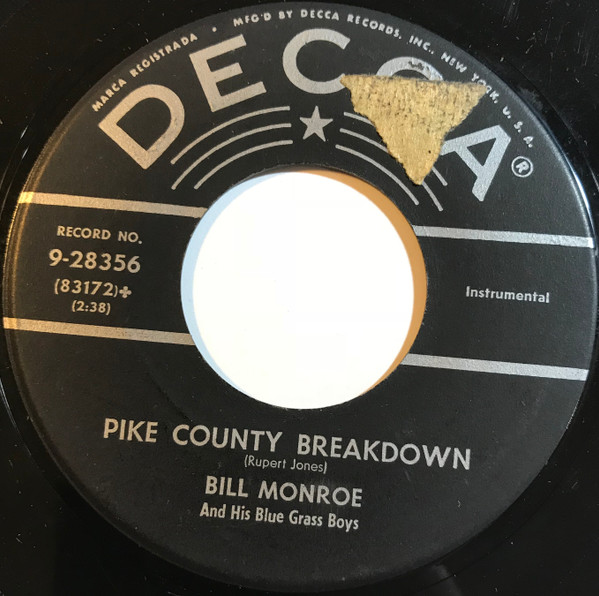 MARCA REGISTRADA • MFG'D BY DECCA RECORDS, INC., NEW YORK, U. S. A.
DECCA®
RECORD NO.
9-28356
(83172)+
(2:38)
Instrumental
PIKE COUNTY BREAKDOWN
(Rupert Jones)
BILL MONROE
And His Blue Grass Boys